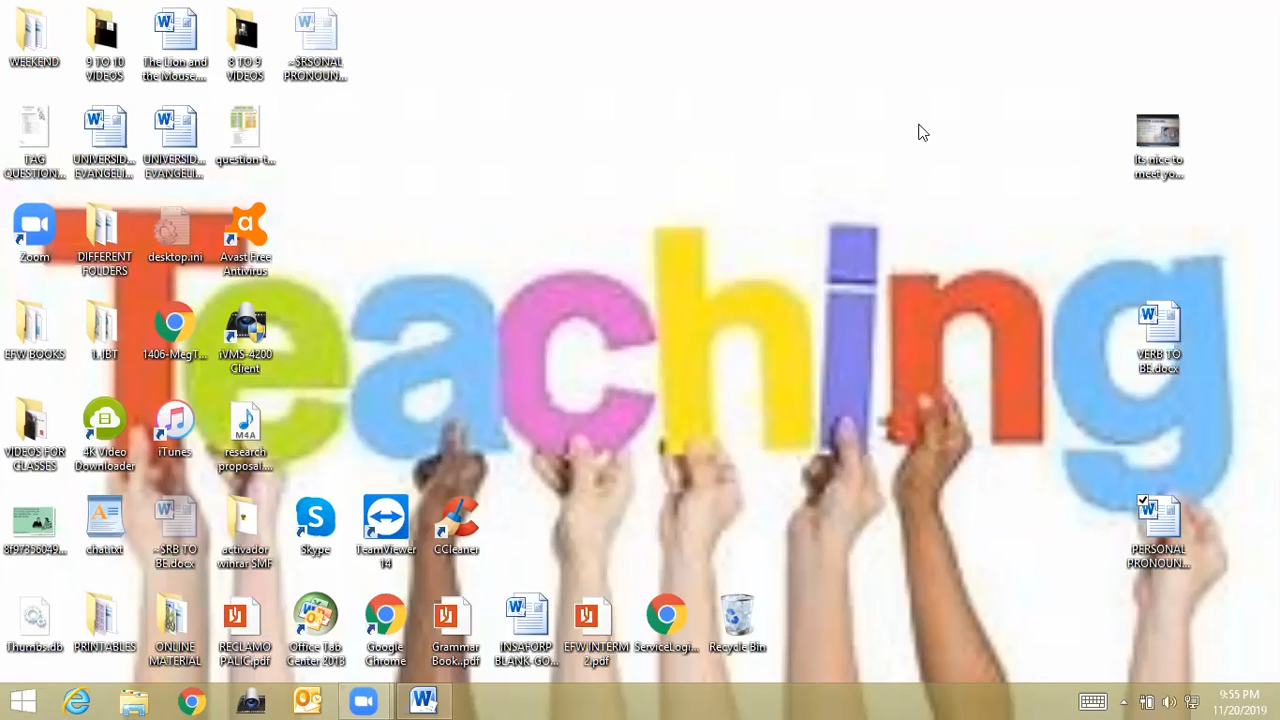 WEEKEND
9 TO 10
VIDEOS
The Lion and
the Mouse....
8 TO 9
VIDEOS
~$RSONAL
PRONOUN...
TAG
QUESTION...
UNIVERSID...
EVANGELI...
UNIVERSID...
EVANGELI...
question-t...
Its nice to
meet yo...
Zoom
DIFFERENT
FOLDERS
desktop.ini
Avast Free
Antivirus
Teaching
EFW BOOKS
1. IBT
1406-MegT...
iVMS-4200
Client
VERB TO
BE.docx
VIDEOS FOR
CLASSES
4K Video
Downloader
iTunes
M4A
research
proposal....
8f97356049...
chat.txt
~$RB TO
BE.docx
activador
winrar SMF
Skype
TeamViewer
14
CCleaner
PERSONAL
PRONOUN...
Thumbs.db
PRINTABLES
ONLINE
MATERIAL
RECLAMO
PALIC.pdf
Office Tab
Center 2013
Google
Chrome
Grammar
Book..pdf
INSAFORP
BLANK-GO...
EFW INTERM
2.pdf
ServiceLogi...
Recycle Bin
9:55 PM
11/20/2019